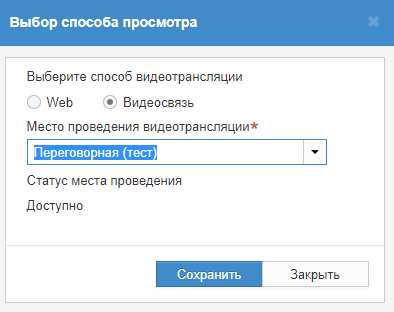 Выбор способа просмотра
Выберите способ видеотрансляции
Web Видеосвязь
Место проведения видеотрансляции*
Переговорная (тест)
Статус места проведения
Доступно
Сохранить Закрыть